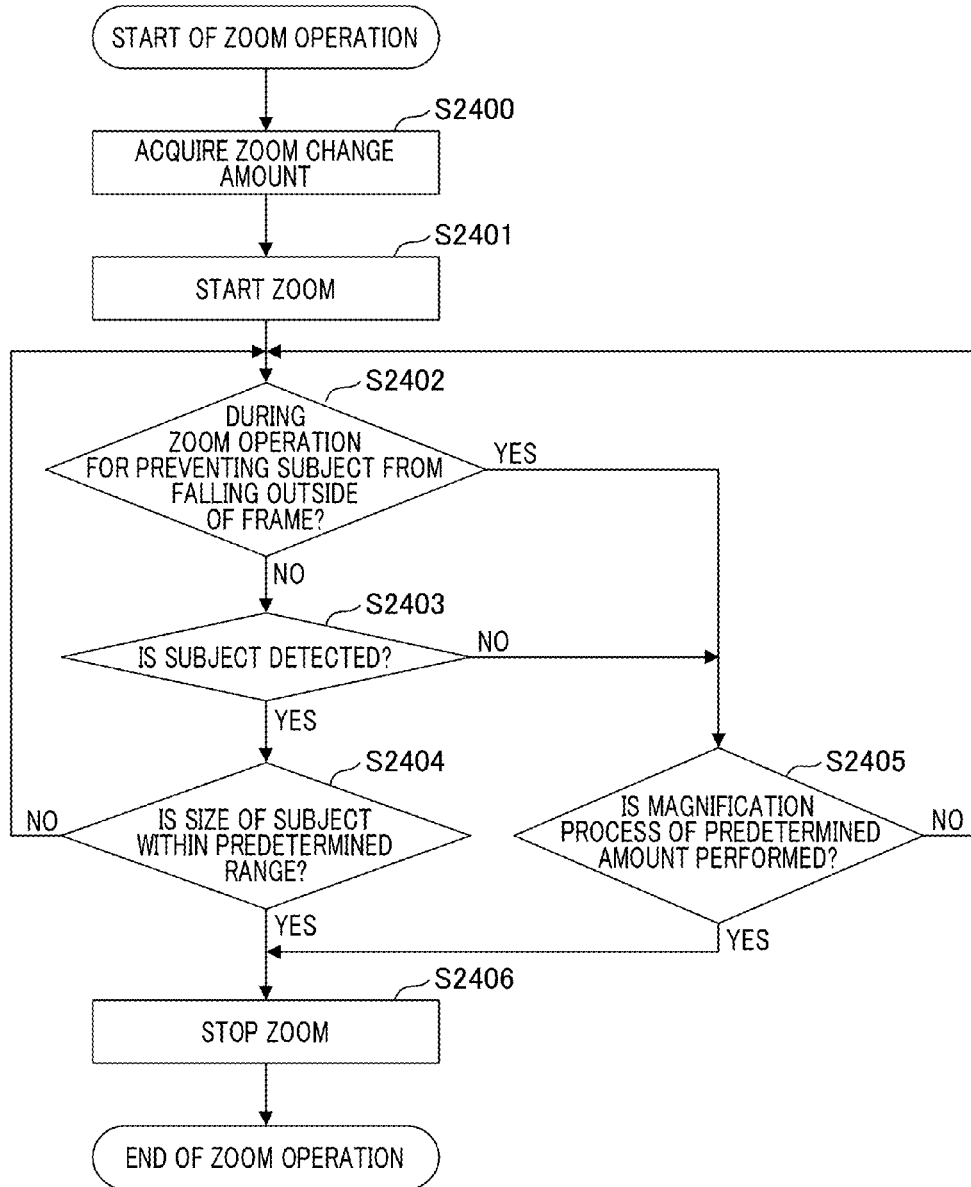 START OF ZOOM OPERATION
S2400
ACQUIRE ZOOM CHANGE
AMOUNT
S2401
START ZOOM
S2402
DURING
ZOOM OPERATION
FOR PREVENTING SUBJECT FROM
FALLING OUTSIDE
OF FRAME?
YES
NO
S2403
IS SUBJECT DETECTED?
NO
YES
S2404
IS SIZE OF SUBJECT
WITHIN PREDETERMINED
RANGE?
NO
YES
S2405
IS MAGNIFICATION
PROCESS OF PREDETERMINED
AMOUNT PERFORMED?
NO
YES
S2406
STOP ZOOM
END OF ZOOM OPERATION